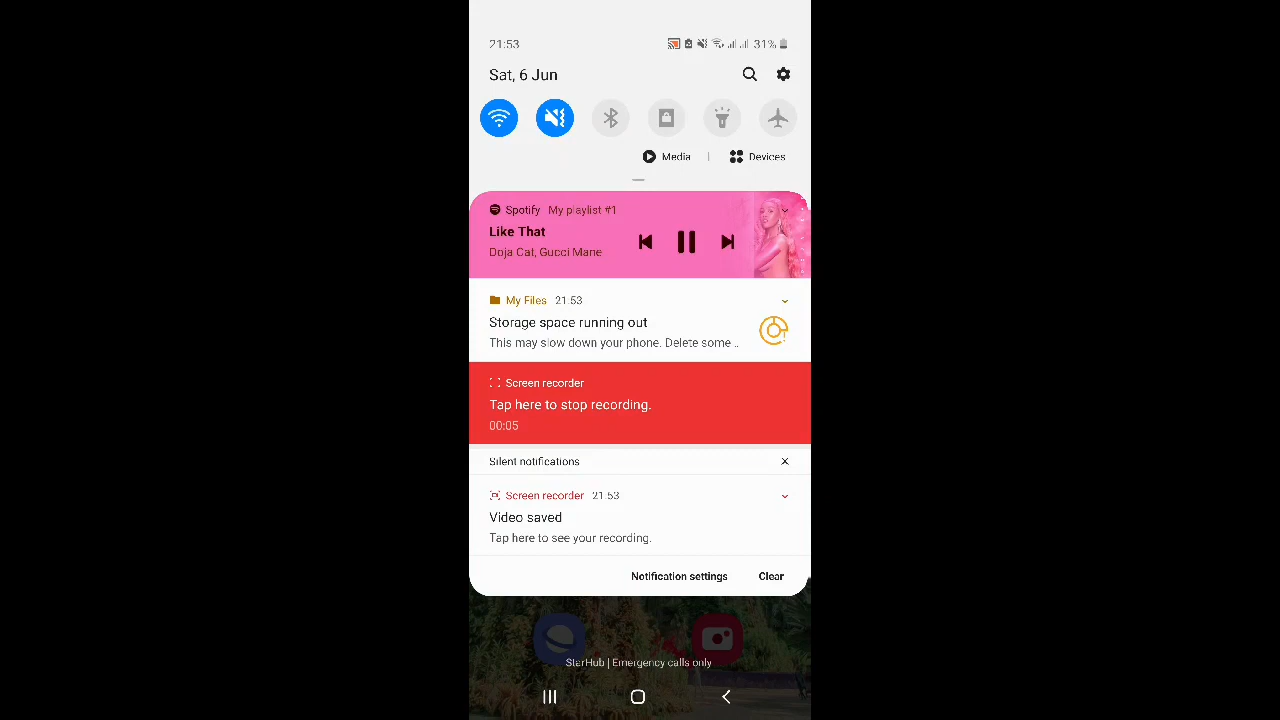 21:53 31%
Sat, 6 Jun
Media | Devices
Spotify My playlist #1
Like That
Doja Cat, Gucci Mane
My Files 21:53
Storage space running out
This may slow down your phone. Delete some ..
Screen recorder
Tap here to stop recording.
00:05
Silent notifications
Screen recorder 21:53
Video saved
Tap here to see your recording.
Notification settings Clear
StarHub | Emergency calls only